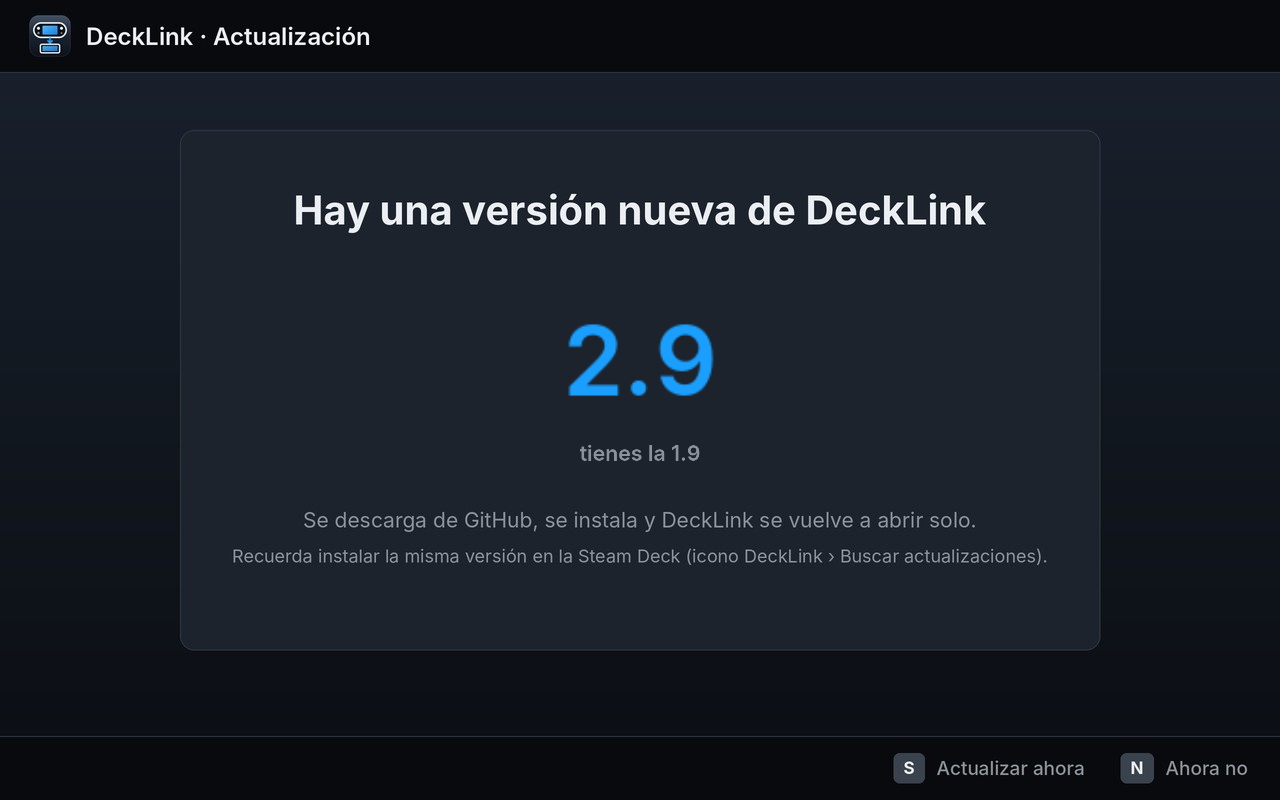 DeckLink · Actualización
Hay una versión nueva de DeckLink
2.9
tienes la 1.9
Se descarga de GitHub, se instala y DeckLink se vuelve a abrir solo.
Recuerda instalar la misma versión en la Steam Deck (icono DeckLink › Buscar actualizaciones).
S Actualizar ahora N Ahora no